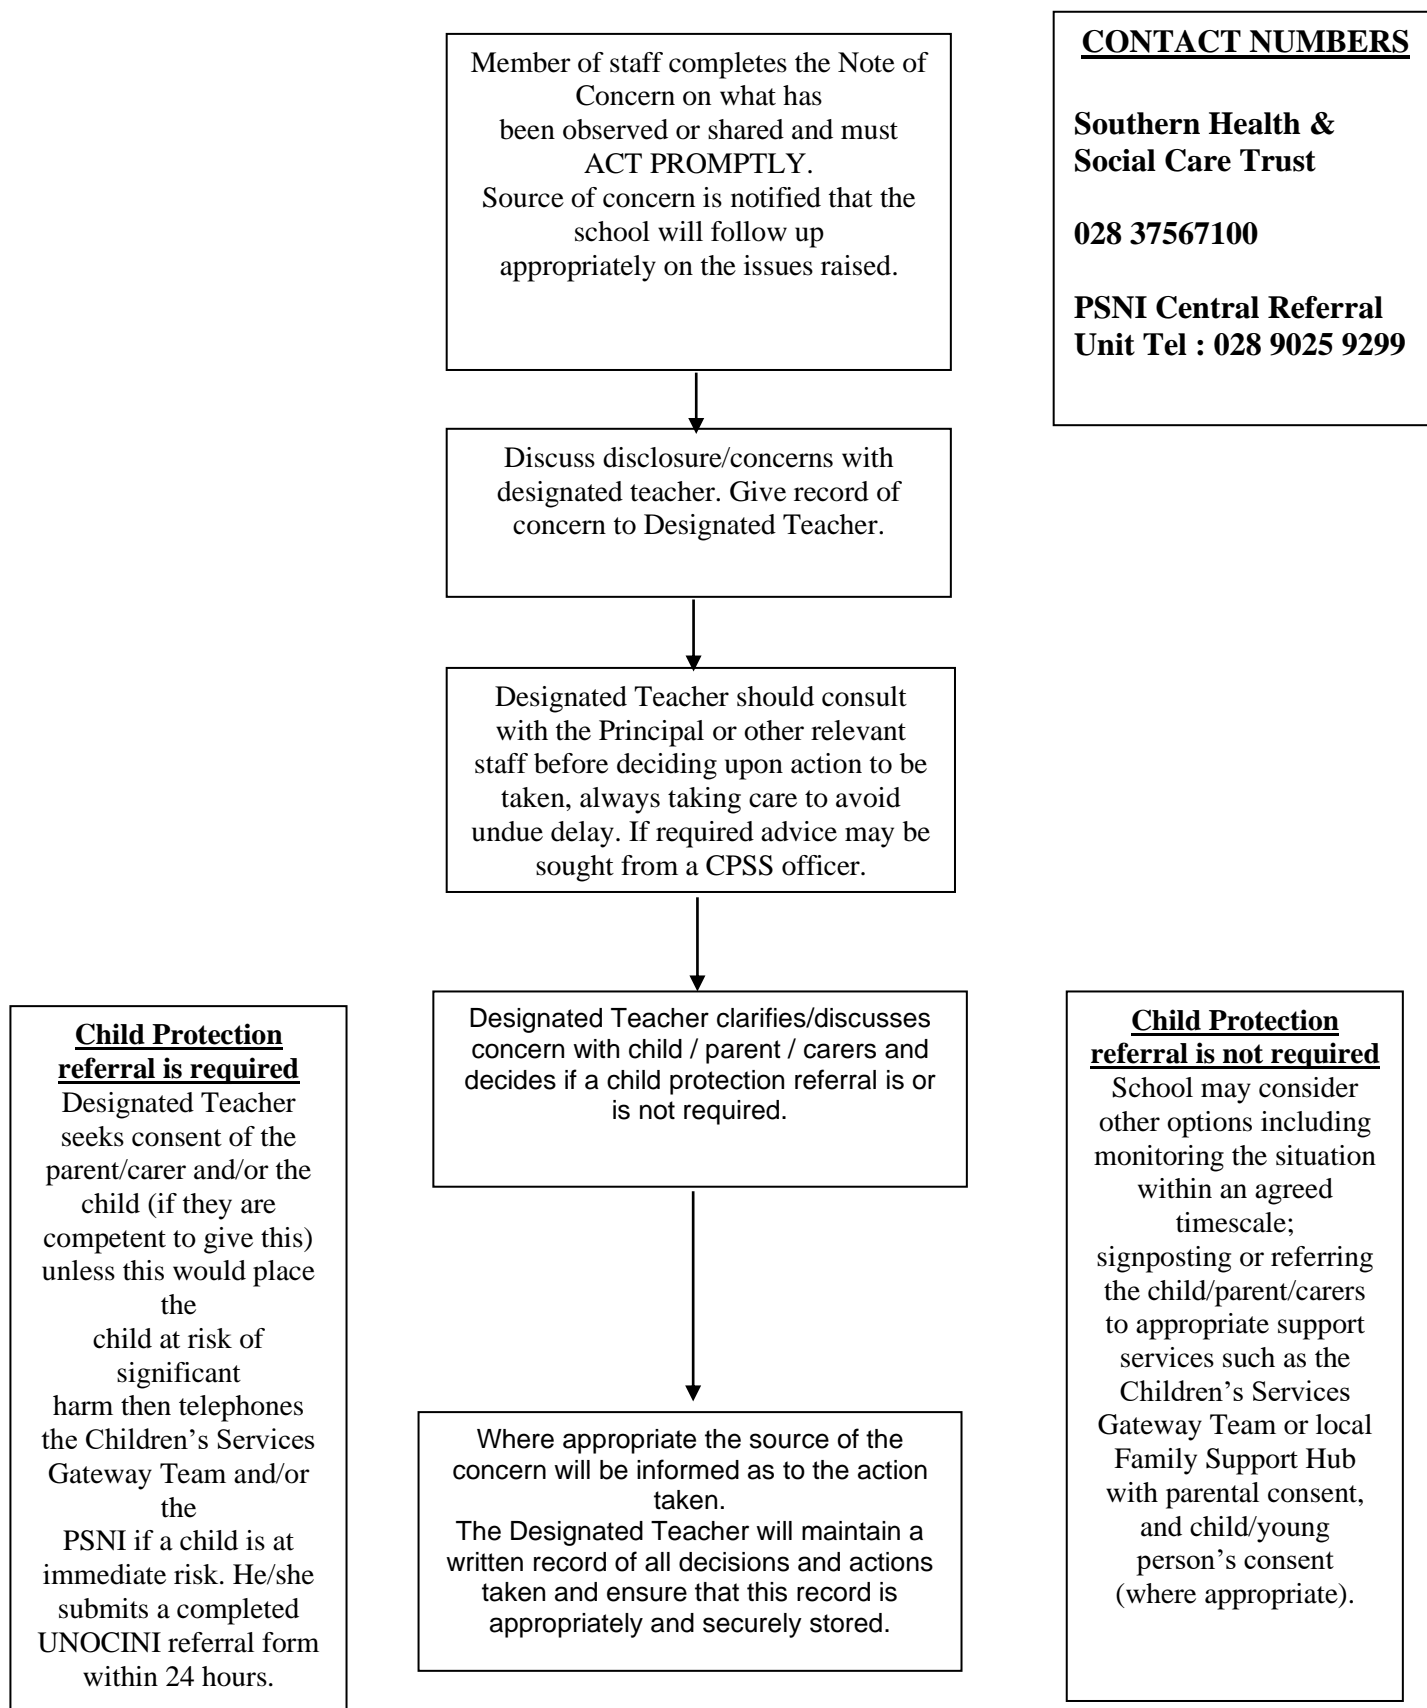 Member of staff completes the Note of
Concern on what has
been observed or shared and must
ACT PROMPTLY.
Source of concern is notified that the
school will follow up
appropriately on the issues raised.
CONTACT NUMBERS
Southern Health &
Social Care Trust
028 37567100
PSNI Central Referral
Unit Tel : 028 9025 9299
Discuss disclosure/concerns with
designated teacher. Give record of
concern to Designated Teacher.
Designated Teacher should consult
with the Principal or other relevant
staff before deciding upon action to be
taken, always taking care to avoid
undue delay. If required advice may be
sought from a CPSS officer.
Designated Teacher clarifies/discusses
concern with child / parent / carers and
decides if a child protection referral is or
is not required.
Child Protection
referral is required
Designated Teacher
seeks consent of the
parent/carer and/or the
child (if they are
competent to give this)
unless this would place
the
child at risk of
significant
harm then telephones
the Children’s Services
Gateway Team and/or
the
PSNI if a child is at
immediate risk. He/she
submits a completed
UNOCINI referral form
within 24 hours.
Child Protection
referral is not required
School may consider
other options including
monitoring the situation
within an agreed
timescale;
signposting or referring
the child/parent/carers
to appropriate support
services such as the
Children’s Services
Gateway Team or local
Family Support Hub
with parental consent,
and child/young
person’s consent
(where appropriate).
Where appropriate the source of the
concern will be informed as to the action
taken.
The Designated Teacher will maintain a
written record of all decisions and actions
taken and ensure that this record is
appropriately and securely stored.